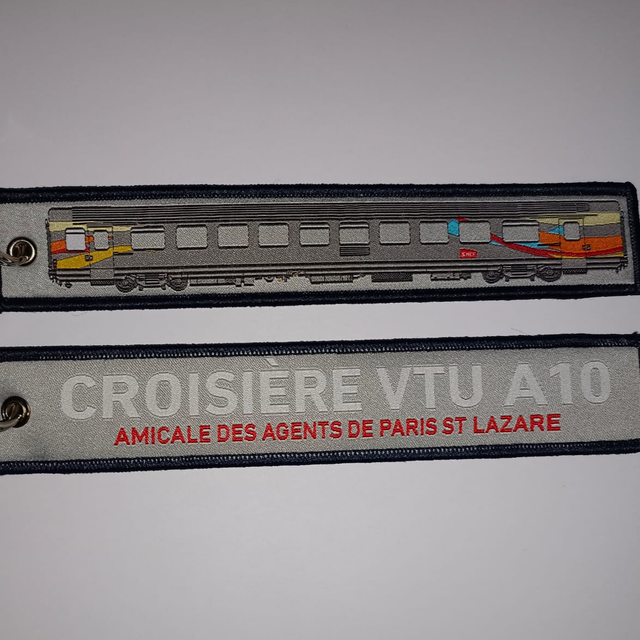 SNCF
CROISIÈRE VTU A10
AMICALE DES AGENTS DE PARIS ST LAZARE